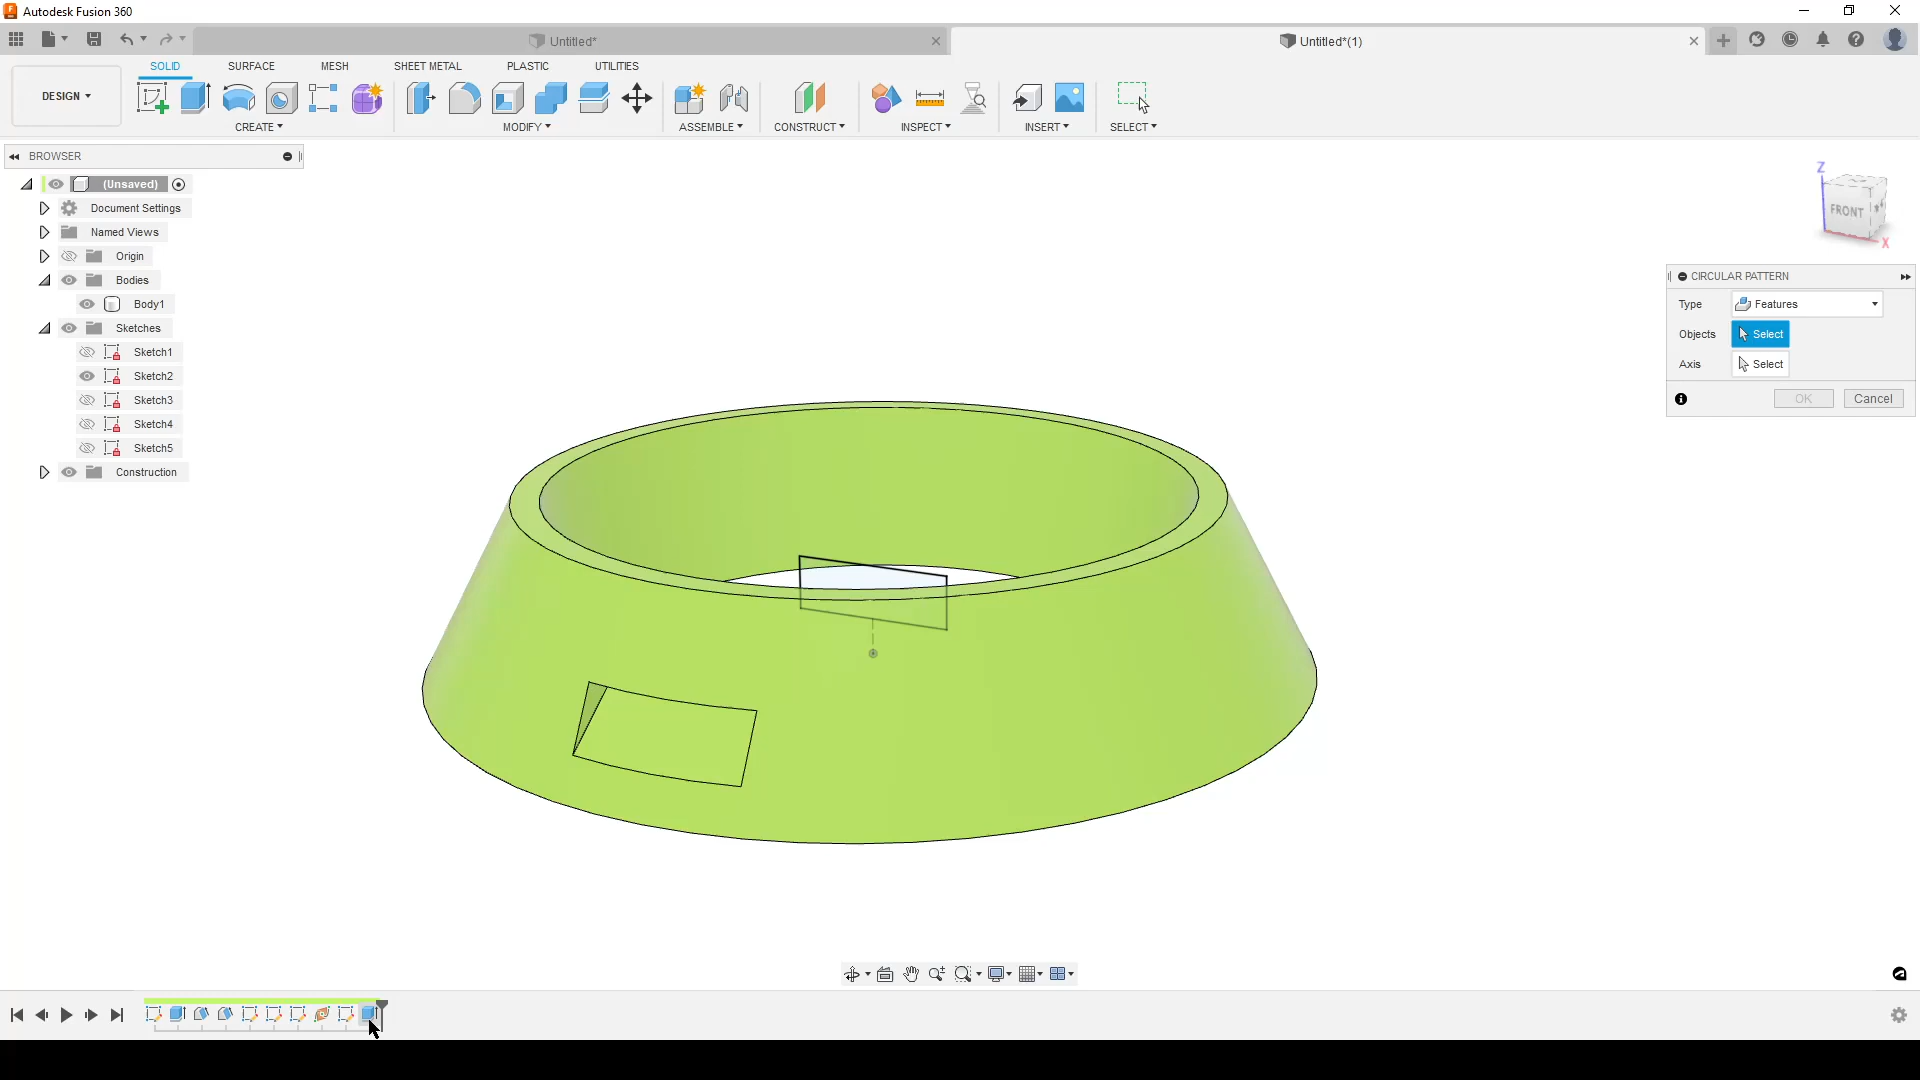 Autodesk Fusion 360
Untitled*
Untitled*(1)
SOLID SURFACE MESH SHEET METAL PLASTIC UTILITIES
DESIGN
CREATE MODIFY ASSEMBLE CONSTRUCT INSPECT INSERT SELECT
BROWSER
(Unsaved)
Document Settings
Named Views
Origin
Bodies
Body1
Sketches
Sketch1
Sketch2
Sketch3
Sketch4
Sketch5
Construction
Z
FRONT
X
CIRCULAR PATTERN
Type Features
Objects Select
Axis Select
OK Cancel